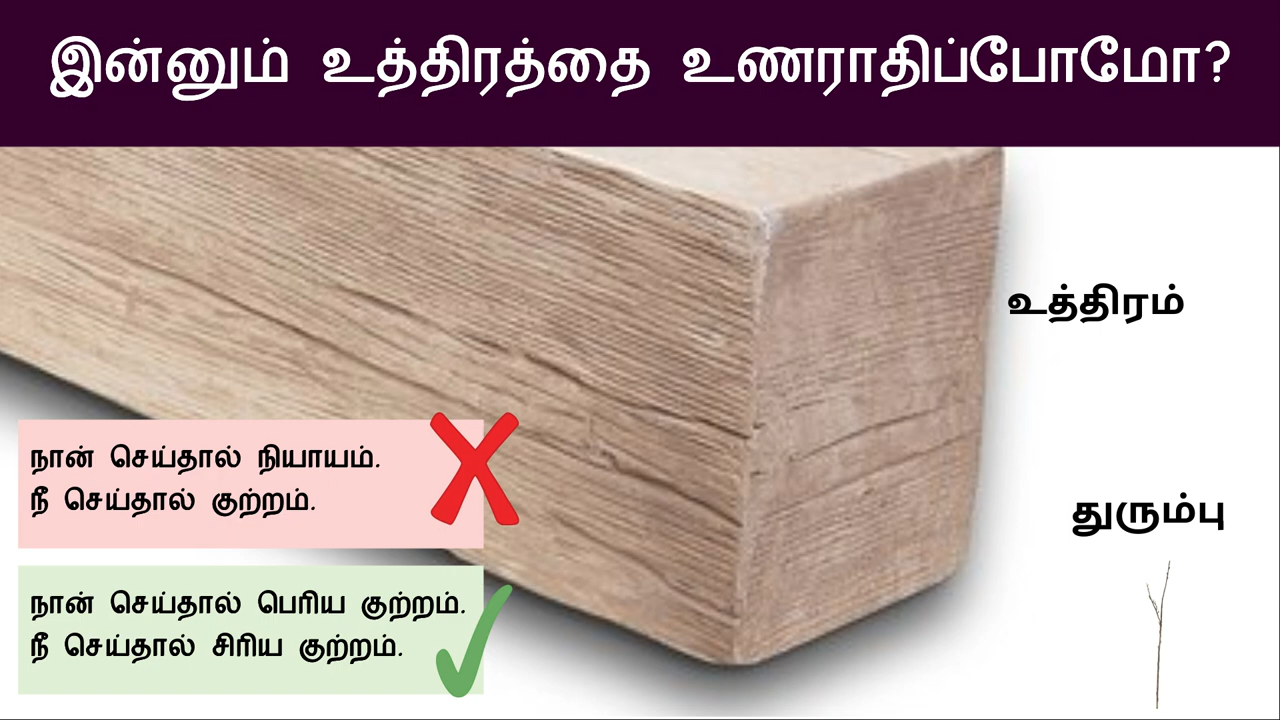 இன்னும் உத்திரத்தை உணராதிப்போமோ?
உத்திரம்
நான் செய்தால் நியாயம்.
நீ செய்தால் குற்றம்.
துரும்பு
நான் செய்தால் பெரிய குற்றம்.
நீ செய்தால் சிரிய குற்றம்.